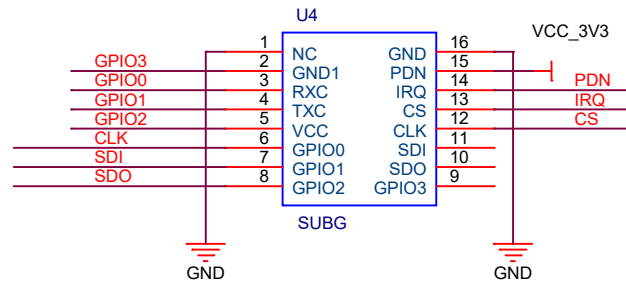 U4
VCC_3V3
1 NC GND 16
GPIO3 2 GND1 PDN 15
GPIO0 3 RXC IRQ 14 PDN
GPIO1 4 TXC CS 13 IRQ
GPIO2 5 VCC CLK 12 CS
CLK 6 GPIO0 SDI 11
SDI 7 GPIO1 SDO 10
SDO 8 GPIO2 GPIO3 9
SUBG
GND GND